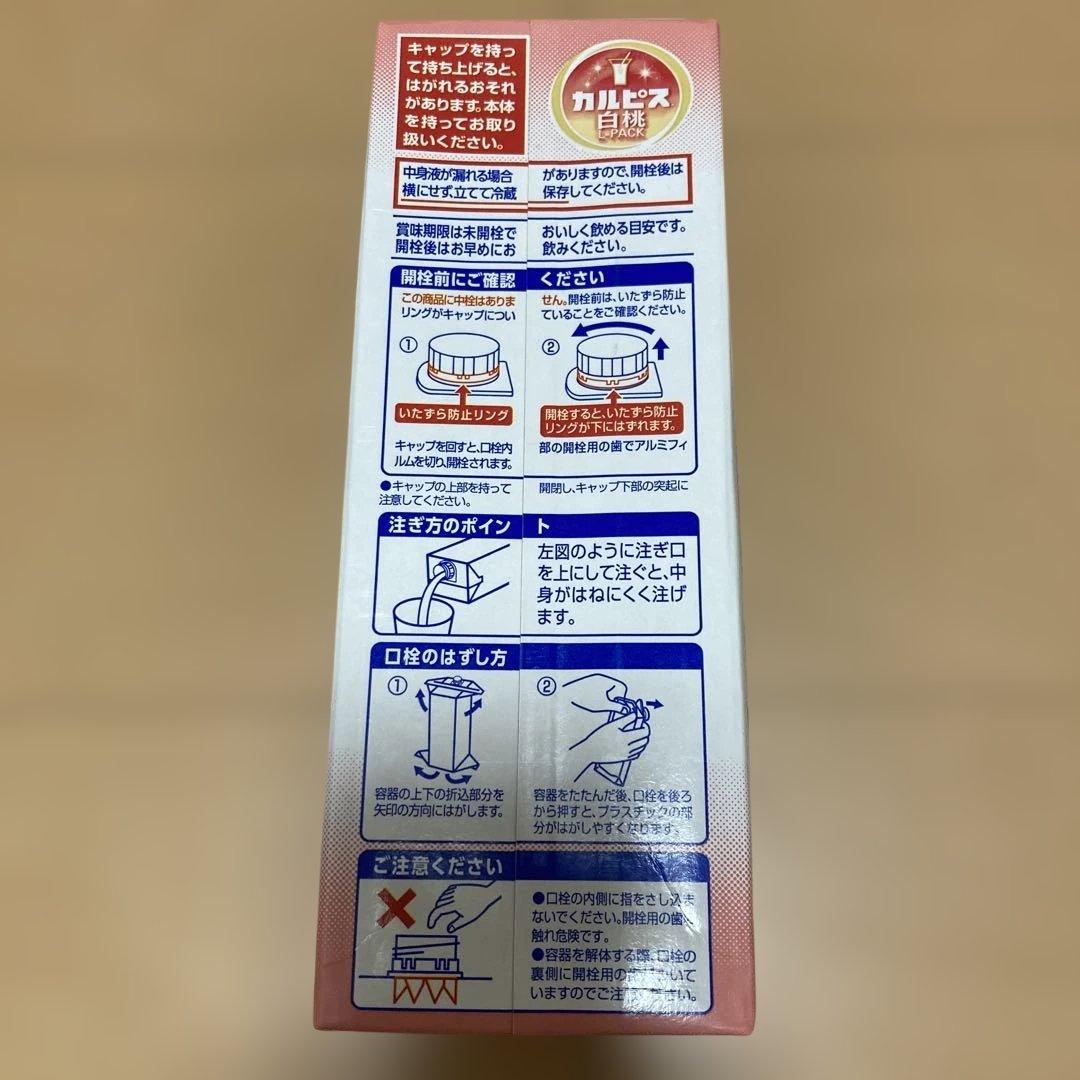 キャップを持っ
て持ち上げると、
はがれるおそれ
があります。本体
を持ってお取り
扱いください。
カルピス
白桃
L-PACK
中身液が漏れる場合がありますので、開栓後は
横にせず、立てて冷蔵保存してください。
賞味期限は未開栓でおいしく飲める目安です。
開栓後はお早めにお飲みください。
開栓前にご確認ください
この商品に中栓はありません。開栓前は、いたずら防止
リングがキャップについていることをご確認ください。
①
②
いたずら防止リング
開栓すると、いたずら防止
リングが下にはずれます。
キャップを回すと、口栓内部の開栓用の歯でアルミフィ
ルムを切り、開栓されます。
●キャップの上部を持って開閉し、キャップ下部の突起に
注意してください。
注ぎ方のポイント
左図のように注ぎ口
を上にして注ぐと、中
身がはねにくく注げ
ます。
口栓のはずし方
①
②
容器の上下の折込部分を
矢印の方向にはがします。
容器をたたんだ後、口栓を後ろ
から押すと、プラスチックの部
分がはがしやすくなります。
ご注意ください
●口栓の内側に指をさし込ま
ないでください。開栓用の歯に
触れ危険です。
●容器を解体する際、口栓の
裏側に開栓用の いて
いますのでご注 ださい。